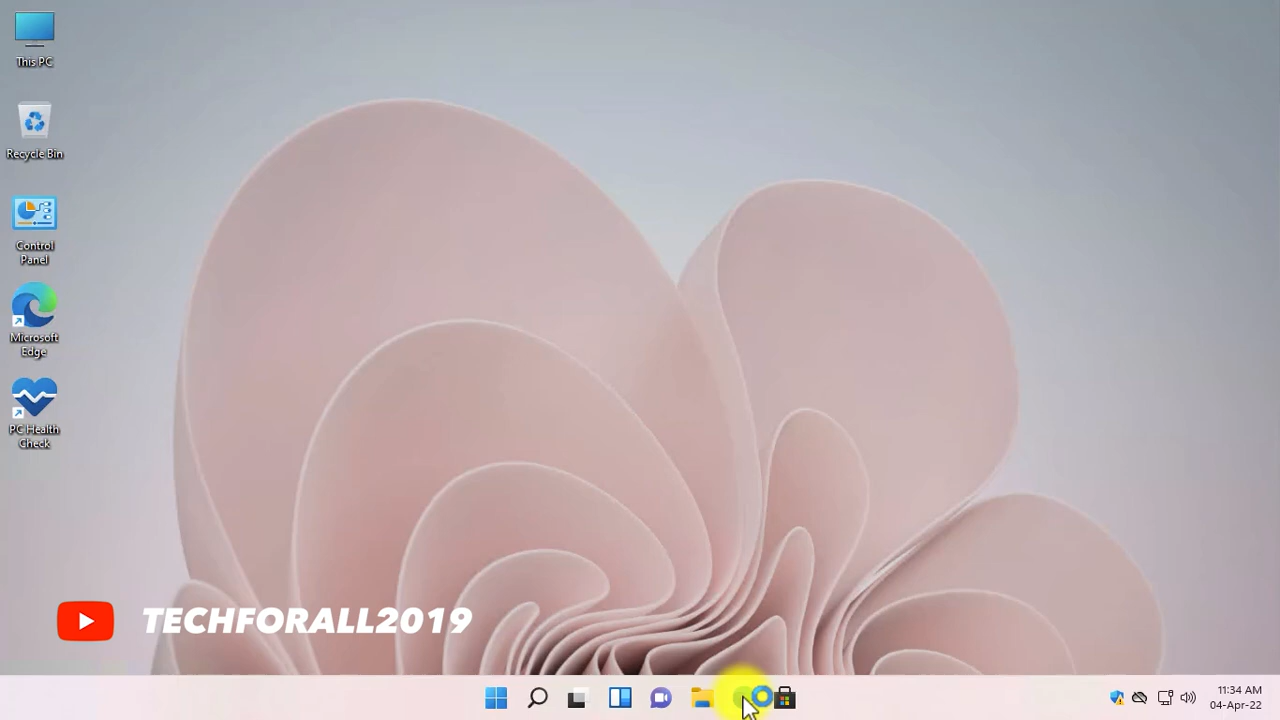 This PC
Recycle Bin
Control
Panel
Microsoft
Edge
PC Health
Check
TECHFORALL2019
11:34 AM
04-Apr-22